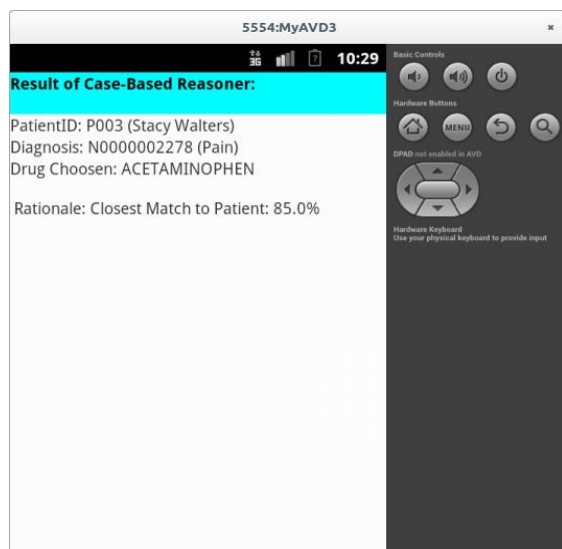 5554:MyAVD3
×
3G
?
10:29
Result of Case-Based Reasoner:
PatientID: P003 (Stacy Walters)
Diagnosis: N0000002278 (Pain)
Drug Choosen: ACETAMINOPHEN
Rationale: Closest Match to Patient: 85.0%
Basic Controls
Hardware Buttons
MENU
DPAD not enabled in AVD
Hardware Keyboard
Use your physical keyboard to provide input